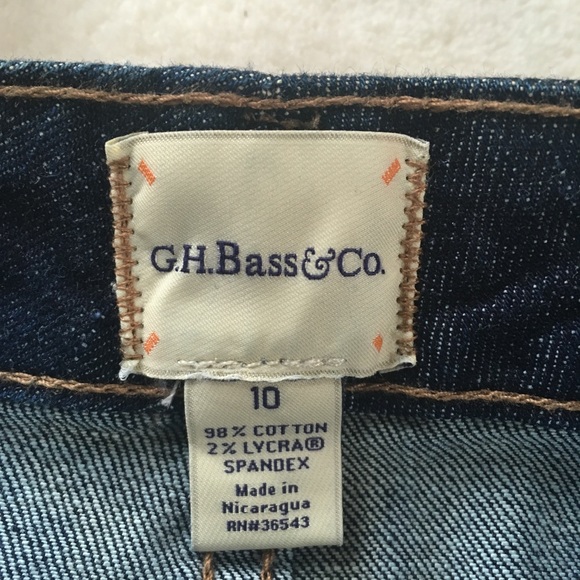 G.H.Bass&Co.
10
98% COTTON
2% LYCRA®
SPANDEX
Made in
Nicaragua
RN#36543